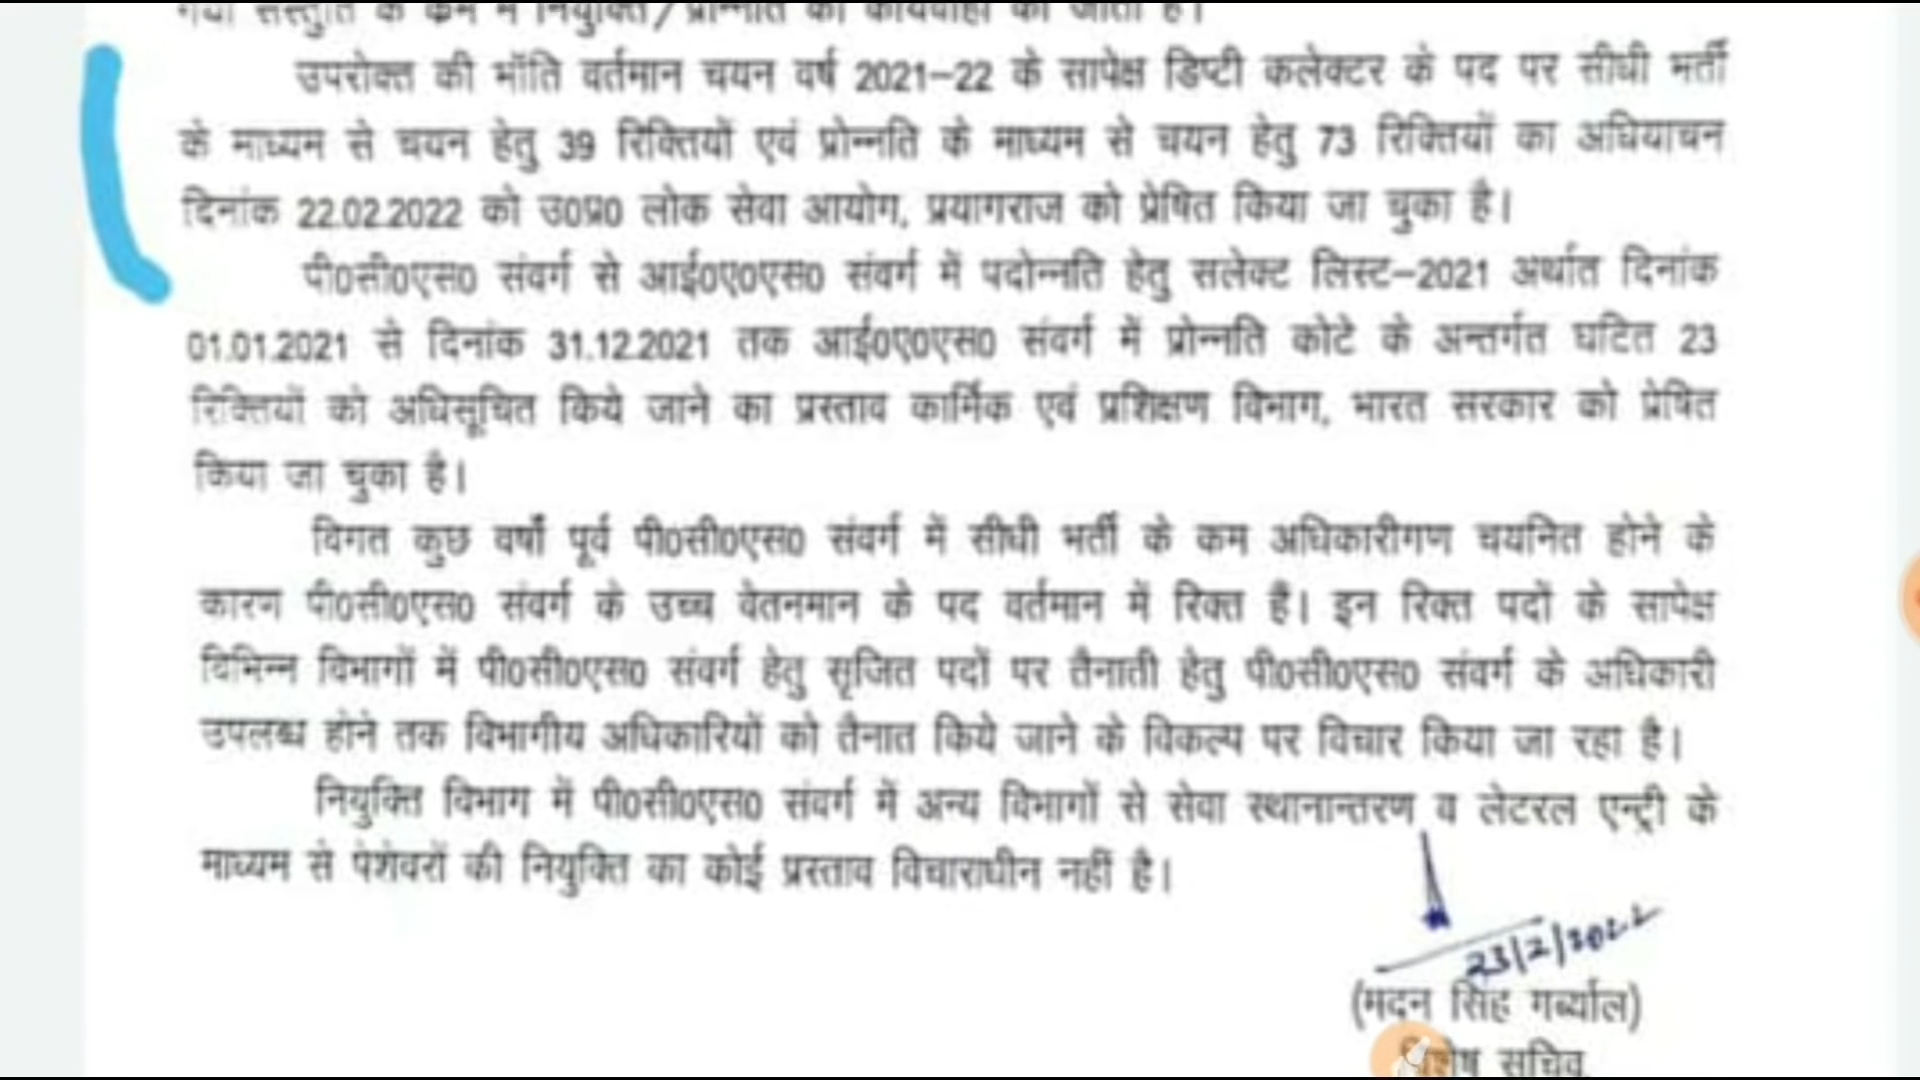 गयी संस्तुति के क्रम में नियुक्ति/प्रोन्नति की कार्यवाही की जाती है।
उपरोक्त की भॉति वर्तमान चयन वर्ष 2021–22 के सापेक्ष डिप्टी कलेक्टर के पद पर सीधी भर्ती
के माध्यम से चयन हेतु 39 रिक्तियों एवं प्रोन्नति के माध्यम से चयन हेतु 73 रिक्तियों का अधियाचन
दिनांक 22.02.2022 को उ0प्र0 लोक सेवा आयोग, प्रयागराज को प्रेषित किया जा चुका है।
पी0सी0एस0 संवर्ग से आई0ए0एस0 संवर्ग में पदोन्नति हेतु सलेक्ट लिस्ट–2021 अर्थात दिनांक
01.01.2021 से दिनांक 31.12.2021 तक आई0ए0एस0 संवर्ग में प्रोन्नति कोटे के अन्तर्गत घटित 23
रिक्तियों को अधिसूचित किये जाने का प्रस्ताव कार्मिक एवं प्रशिक्षण विभाग, भारत सरकार को प्रेषित
किया जा चुका है।
विगत कुछ वर्षों पूर्व पी0सी0एस0 संवर्ग में सीधी भर्ती के कम अधिकारीगण चयनित होने के
कारण पी0सी0एस0 संवर्ग के उच्च वेतनमान के पद वर्तमान में रिक्त हैं। इन रिक्त पदों के सापेक्ष
विभिन्न विभागों में पी0सी0एस0 संवर्ग हेतु सृजित पदों पर तैनाती हेतु पी0सी0एस0 संवर्ग के अधिकारी
उपलब्ध होने तक विभागीय अधिकारियों को तैनात किये जाने के विकल्प पर विचार किया जा रहा है।
नियुक्ति विभाग में पी0सी0एस0 संवर्ग में अन्य विभागों से सेवा स्थानान्तरण व लेटरल एन्ट्री के
माध्यम से पेशेवरों की नियुक्ति का कोई प्रस्ताव विचाराधीन नहीं है।
23/2/2022
(मदन सिंह गर्ब्याल)
विशेष सचिव